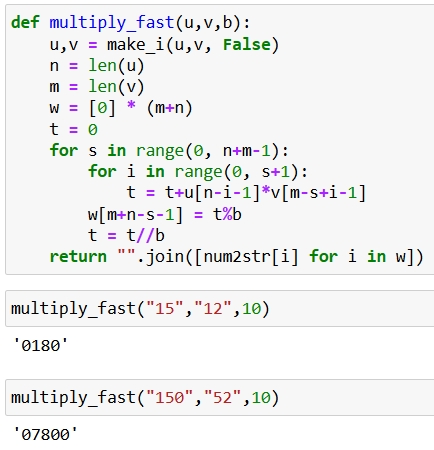 def multiply_fast(u,v,b):
    u,v = make_i(u,v, False)
    n = len(u)
    m = len(v)
    w = [0] * (m+n)
    t = 0
    for s in range(0, n+m-1):
        for i in range(0, s+1):
            t = t+u[n-i-1]*v[m-s+i-1]
        w[m+n-s-1] = t%b
        t = t//b
    return "".join([num2str[i] for i in w])
multiply_fast("15","12",10)
'0180'
multiply_fast("150","52",10)
'07800'